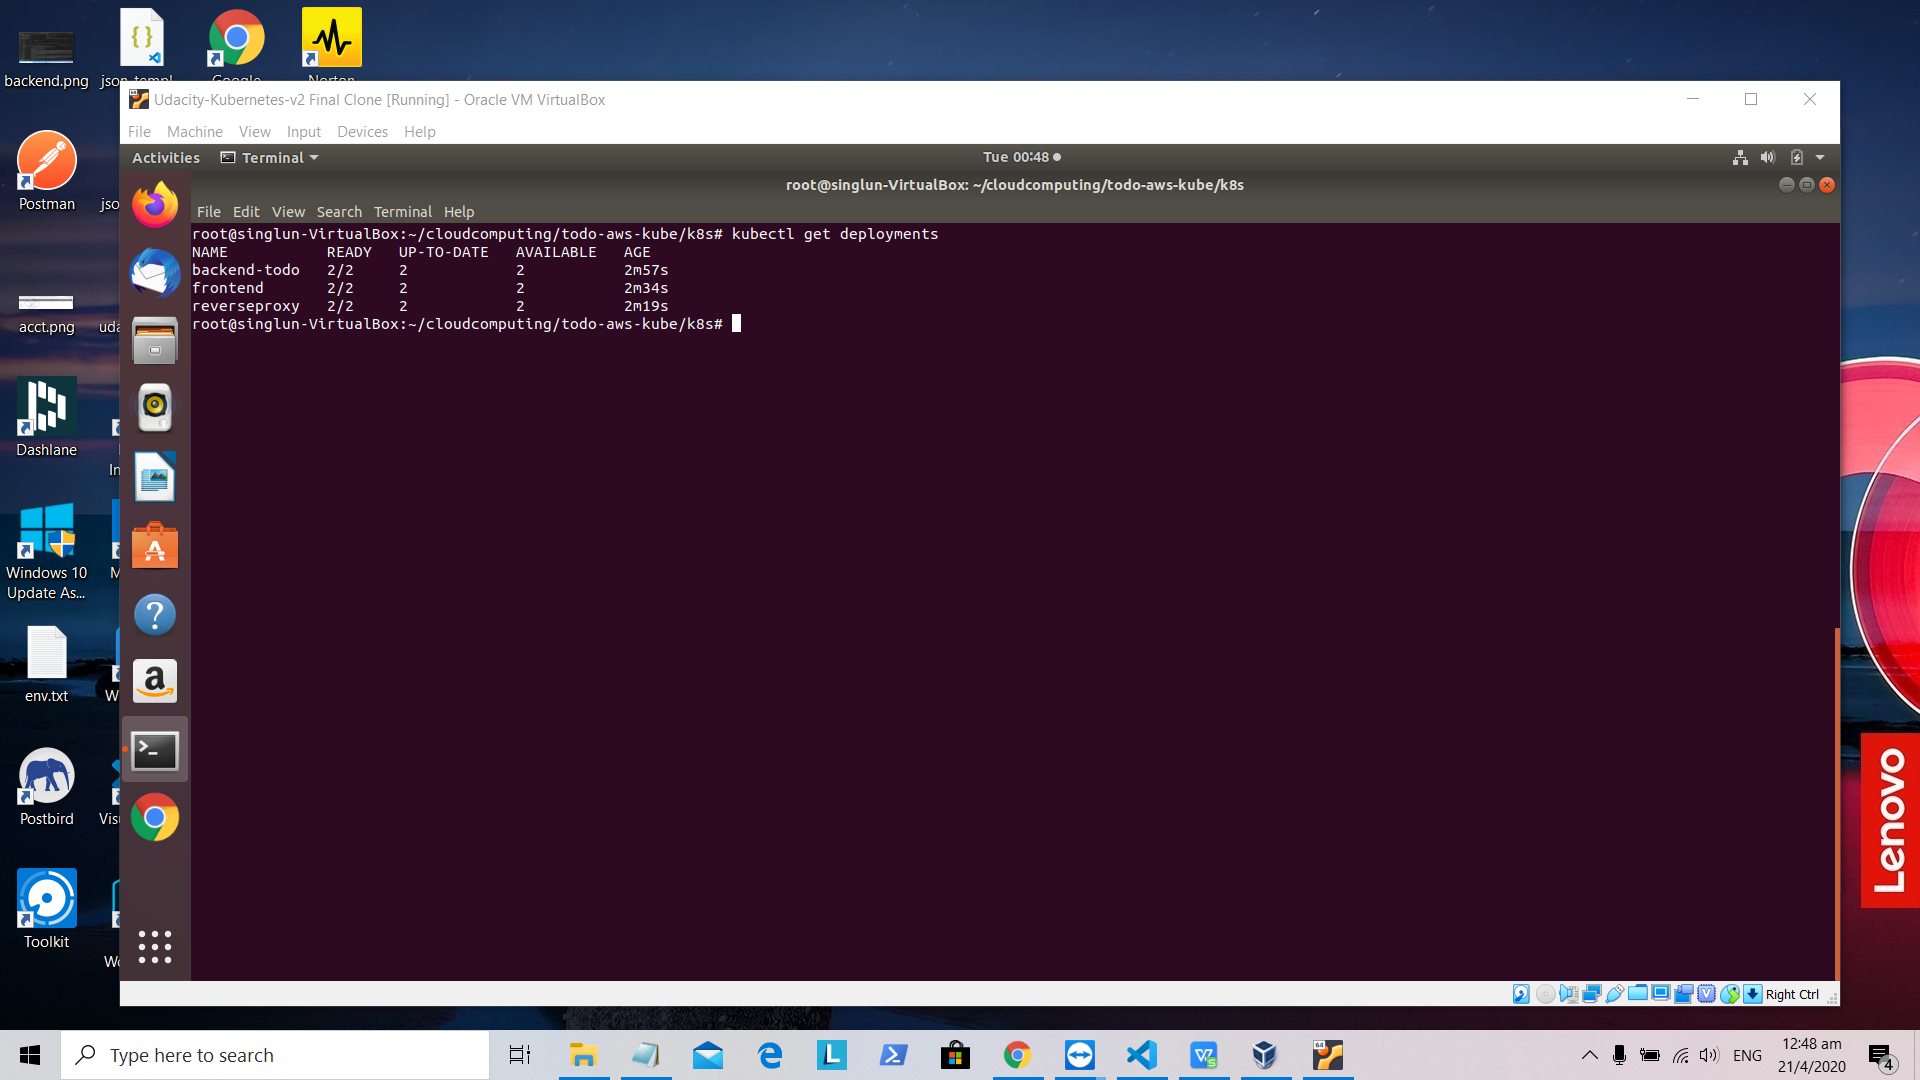 backend.png
json-templ
Google
Norton
Udacity-Kubernetes-v2 Final Clone [Running] - Oracle VM VirtualBox
File Machine View Input Devices Help
Activities Terminal Tue 00:48
root@singlun-VirtualBox: ~/cloudcomputing/todo-aws-kube/k8s
File Edit View Search Terminal Help
root@singlun-VirtualBox:~/cloudcomputing/todo-aws-kube/k8s# kubectl get deployments
NAME READY UP-TO-DATE AVAILABLE AGE
backend-todo 2/2 2 2 2m57s
frontend 2/2 2 2 2m34s
reverseproxy 2/2 2 2 2m19s
root@singlun-VirtualBox:~/cloudcomputing/todo-aws-kube/k8s#
Postman
jso
acct.png
uda
Dashlane
In
Windows 10
Update As...
M
env.txt
W
Postbird
Visu
Toolkit
Wo
Lenovo
Right Ctrl
Type here to search
ENG
12:48 am
21/4/2020
4